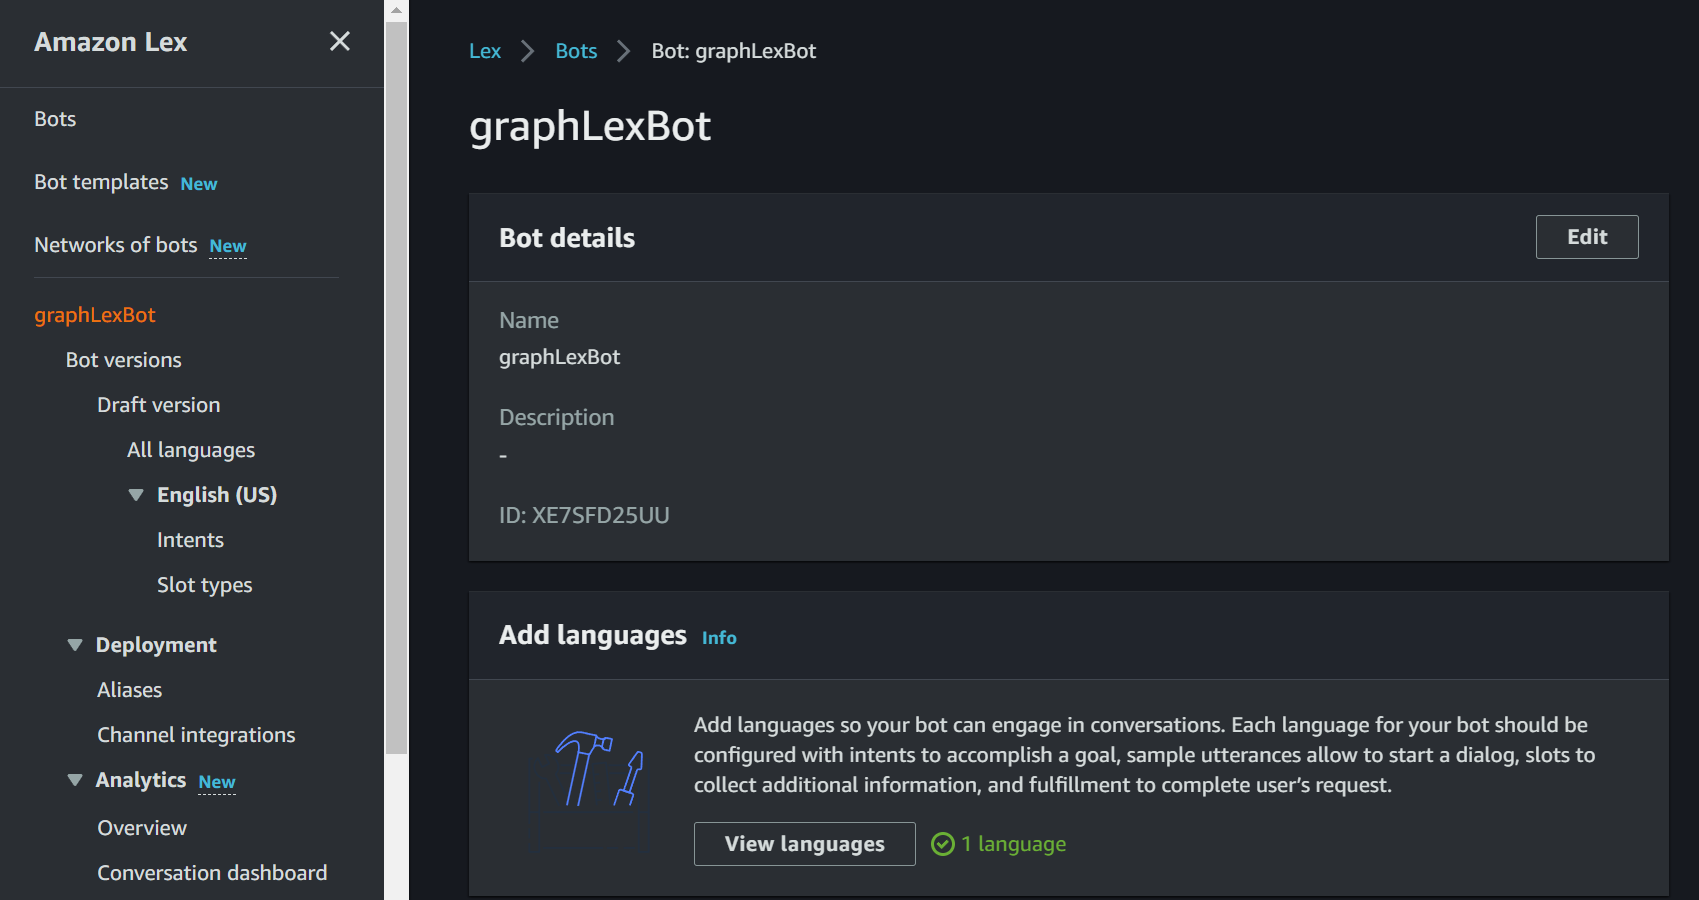 Amazon Lex
Bots
Bot templates New
Networks of bots New
graphLexBot
Bot versions
Draft version
All languages
English (US)
Intents
Slot types
Deployment
Aliases
Channel integrations
Analytics New
Overview
Conversation dashboard
Lex > Bots > Bot: graphLexBot
graphLexBot
Bot details
Edit
Name
graphLexBot
Description
-
ID: XE7SFD25UU
Add languages Info
Add languages so your bot can engage in conversations. Each language for your bot should be
configured with intents to accomplish a goal, sample utterances allow to start a dialog, slots to
collect additional information, and fulfillment to complete user’s request.
View languages
1 language